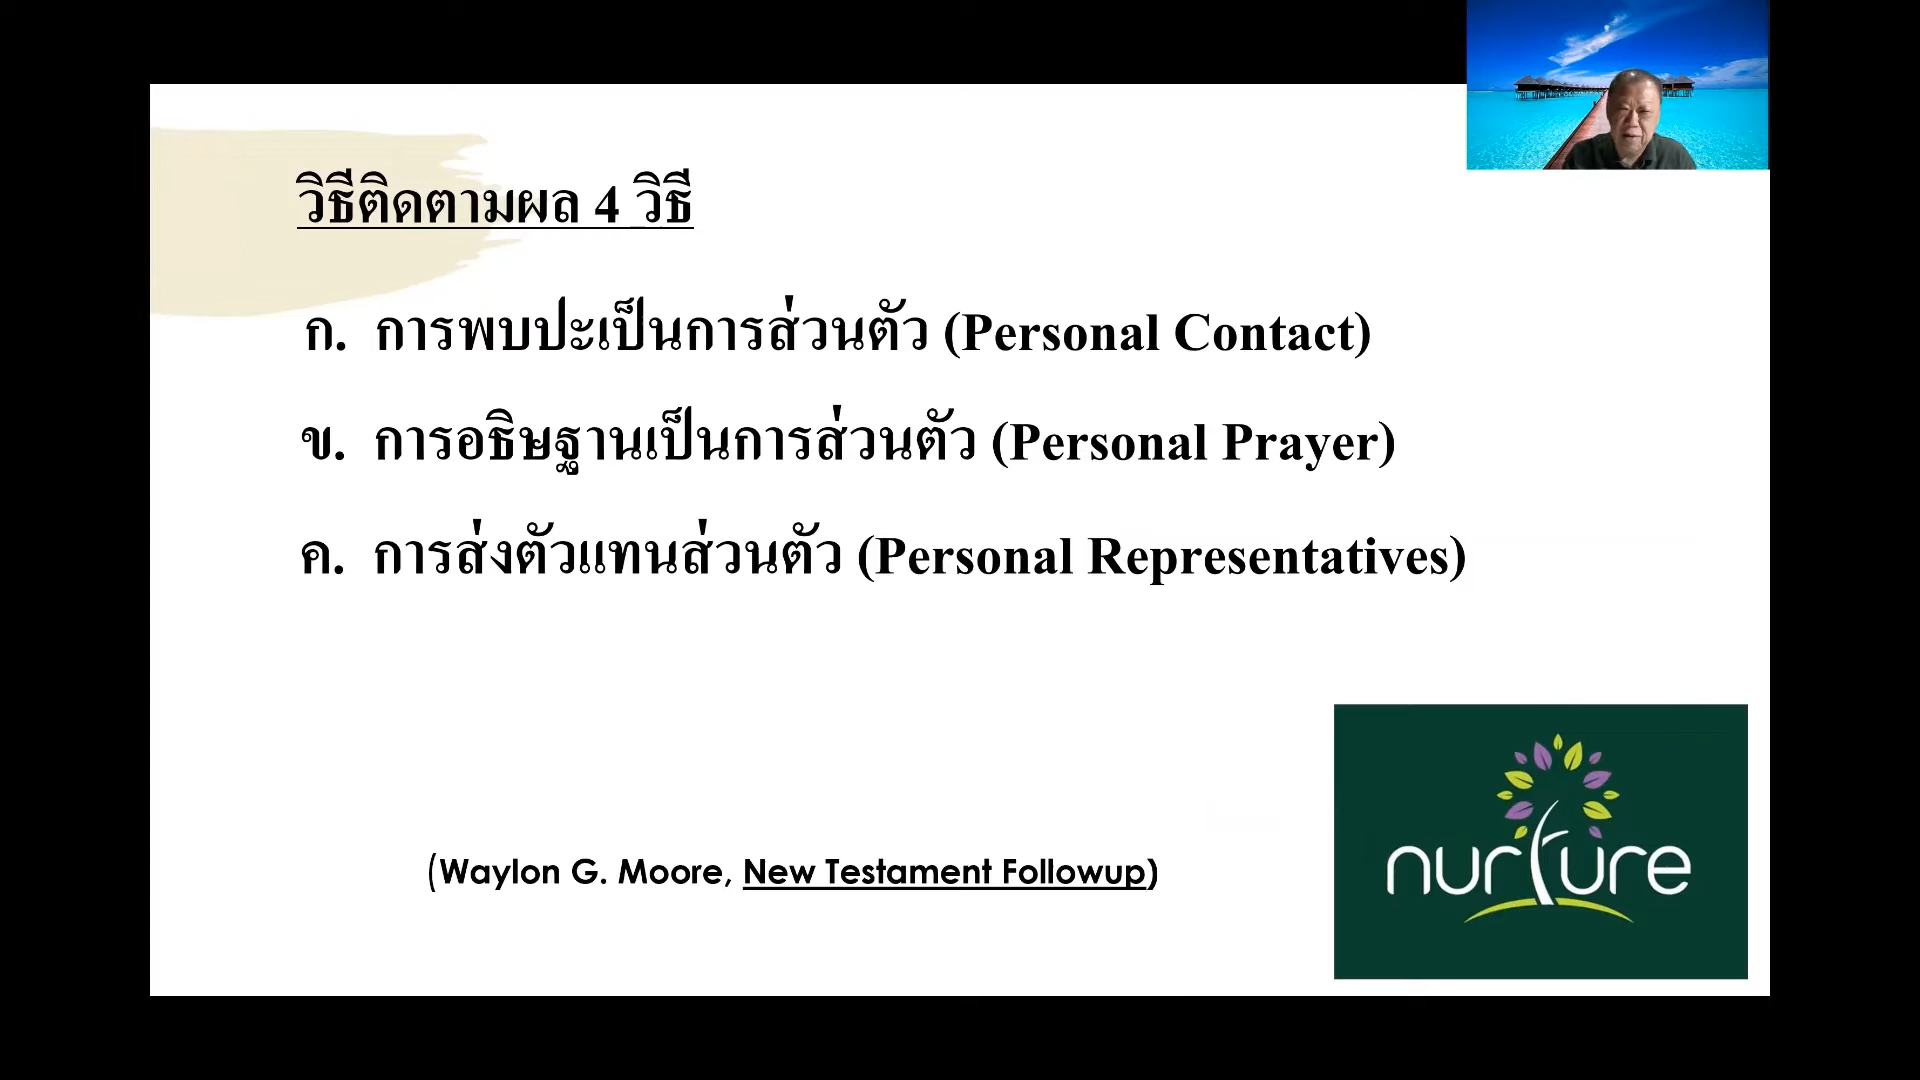 วิธีติดตามผล 4 วิธี
ก. การพบปะเป็นการส่วนตัว (Personal Contact)
ข. การอธิษฐานเป็นการส่วนตัว (Personal Prayer)
ค. การส่งตัวแทนส่วนตัว (Personal Representatives)
(Waylon G. Moore, New Testament Followup)
nurture